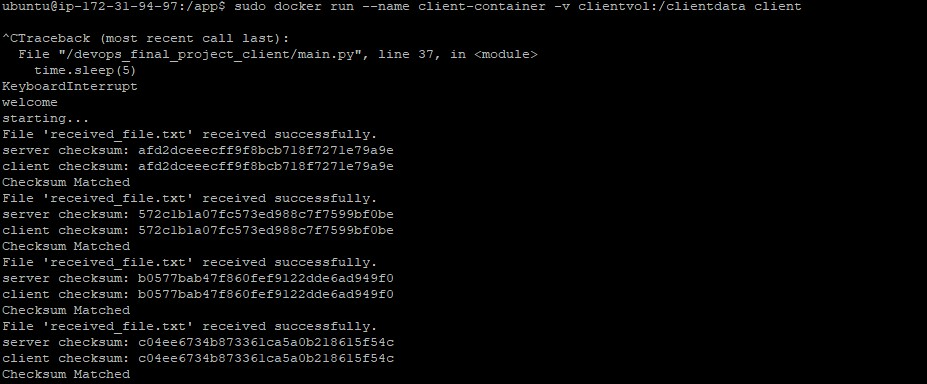 ubuntu@ip-172-31-94-97:/app$ sudo docker run --name client-container -v clientvol:/clientdata client
^CTraceback (most recent call last):
  File "/devops_final_project_client/main.py", line 37, in <module>
    time.sleep(5)
KeyboardInterrupt
welcome
starting...
File 'received_file.txt' received successfully.
server checksum: afd2dceeecff9f8bcb718f7271e79a9e
client checksum: afd2dceeecff9f8bcb718f7271e79a9e
Checksum Matched
File 'received_file.txt' received successfully.
server checksum: 572c1b1a07fc573ed988c7f7599bf0be
client checksum: 572c1b1a07fc573ed988c7f7599bf0be
Checksum Matched
File 'received_file.txt' received successfully.
server checksum: b0577bab47f860fef9122dde6ad949f0
client checksum: b0577bab47f860fef9122dde6ad949f0
Checksum Matched
File 'received_file.txt' received successfully.
server checksum: c04ee6734b873361ca5a0b218615f54c
client checksum: c04ee6734b873361ca5a0b218615f54c
Checksum Matched